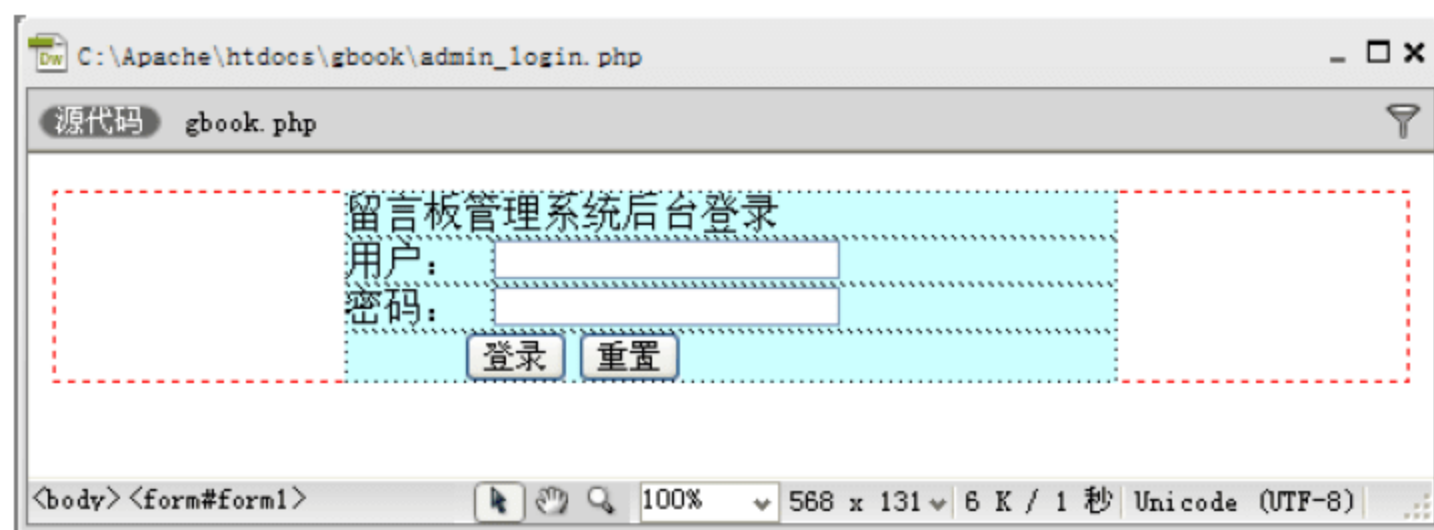 C:\Apache\htdocs\gbook\admin_login.php
源代码 gbook.php
留言板管理系统后台登录
用户：
密码：
登录 重置
<body> <form#form1> 100% 568 x 131 6 K / 1 秒 Unicode (UTF-8)